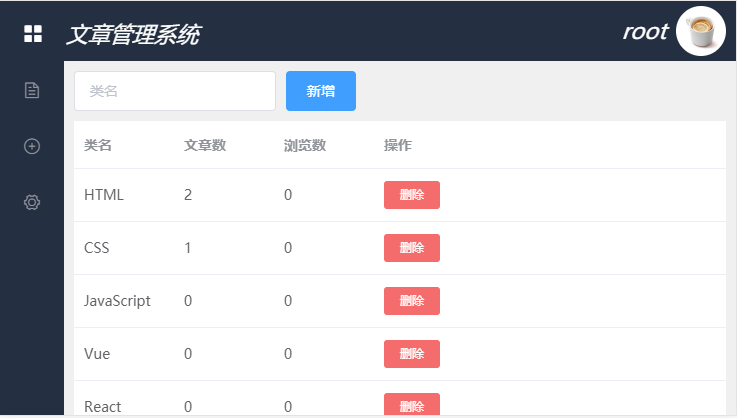 文章管理系统 root
类名 新增
类名 文章数 浏览数 操作
HTML 2 0 删除
CSS 1 0 删除
JavaScript 0 0 删除
Vue 0 0 删除
React 0 0 删除